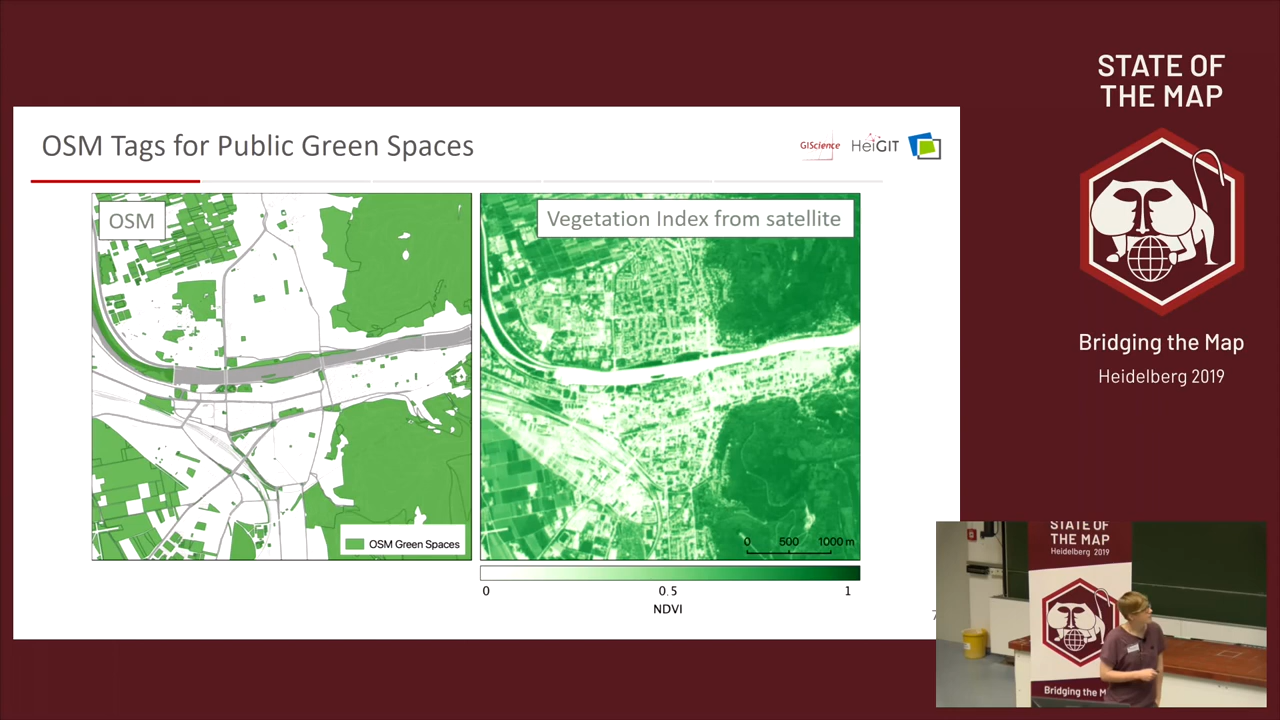 OSM Tags for Public Green Spaces
GIScience
HeiGIT
OSM
Vegetation Index from satellite
OSM Green Spaces
0 500 1000 m
0 0.5 1
NDVI
7
STATE OF
THE MAP
Bridging the Map
Heidelberg 2019
STATE OF
THE MAP
Heidelberg 2019
Bridging the M